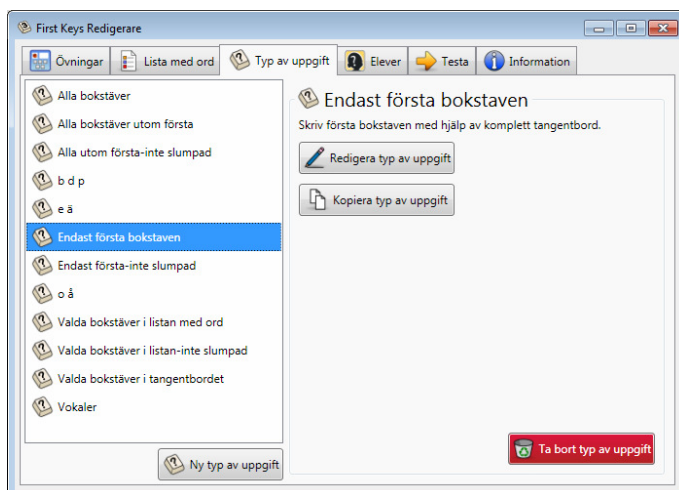 First Keys Redigerare
Övningar Lista med ord Typ av uppgift Elever Testa Information
Alla bokstäver
Alla bokstäver utom första
Alla utom första-inte slumpad
b d p
e ä
Endast första bokstaven
Endast första-inte slumpad
o å
Valda bokstäver i listan med ord
Valda bokstäver i listan-inte slumpad
Valda bokstäver i tangentbordet
Vokaler
Ny typ av uppgift
Endast första bokstaven
Skriv första bokstaven med hjälp av komplett tangentbord.
Redigera typ av uppgift
Kopiera typ av uppgift
Ta bort typ av uppgift